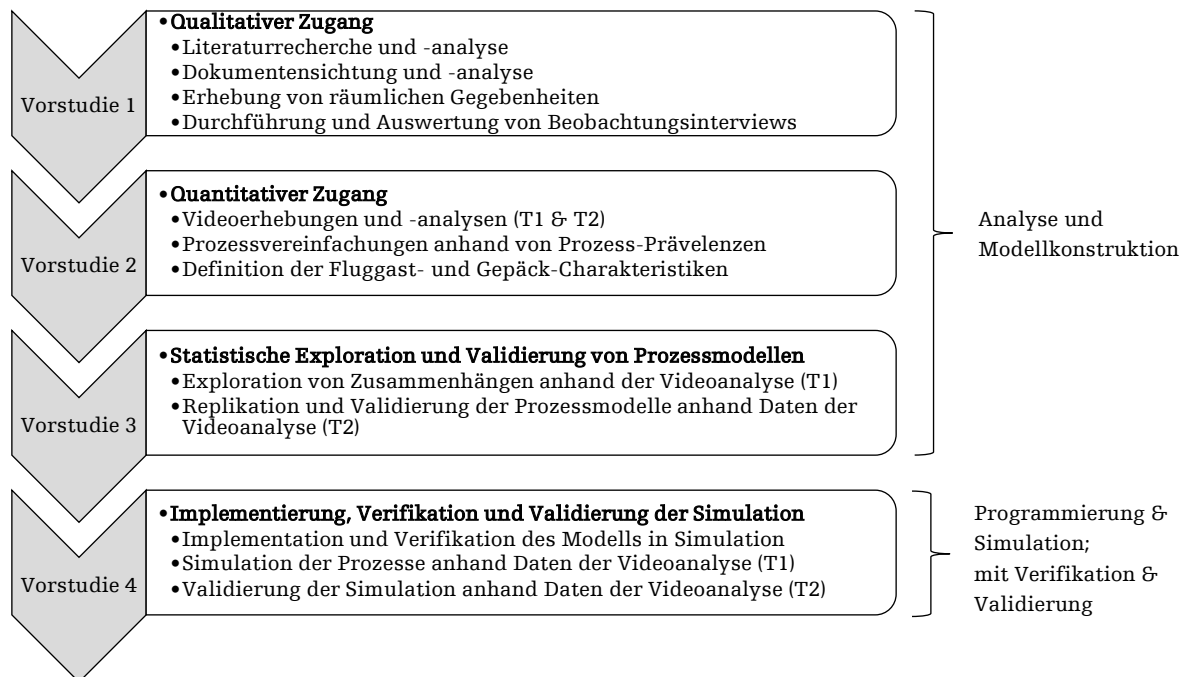 Vorstudie 1
•Qualitativer Zugang
•Literaturrecherche und -analyse
•Dokumentensichtung und -analyse
•Erhebung von räumlichen Gegebenheiten
•Durchführung und Auswertung von Beobachtungsinterviews
Vorstudie 2
•Quantitativer Zugang
•Videoerhebungen und -analysen (T1 & T2)
•Prozessvereinfachungen anhand von Prozess-Prävelenzen
•Definition der Fluggast- und Gepäck-Charakteristiken
Vorstudie 3
•Statistische Exploration und Validierung von Prozessmodellen
•Exploration von Zusammenhängen anhand der Videoanalyse (T1)
•Replikation und Validierung der Prozessmodelle anhand Daten der
Videoanalyse (T2)
Analyse und
Modellkonstruktion
Vorstudie 4
•Implementierung, Verifikation und Validierung der Simulation
•Implementation und Verifikation des Modells in Simulation
•Simulation der Prozesse anhand Daten der Videoanalyse (T1)
•Validierung der Simulation anhand Daten der Videoanalyse (T2)
Programmierung &
Simulation;
mit Verifikation &
Validierung